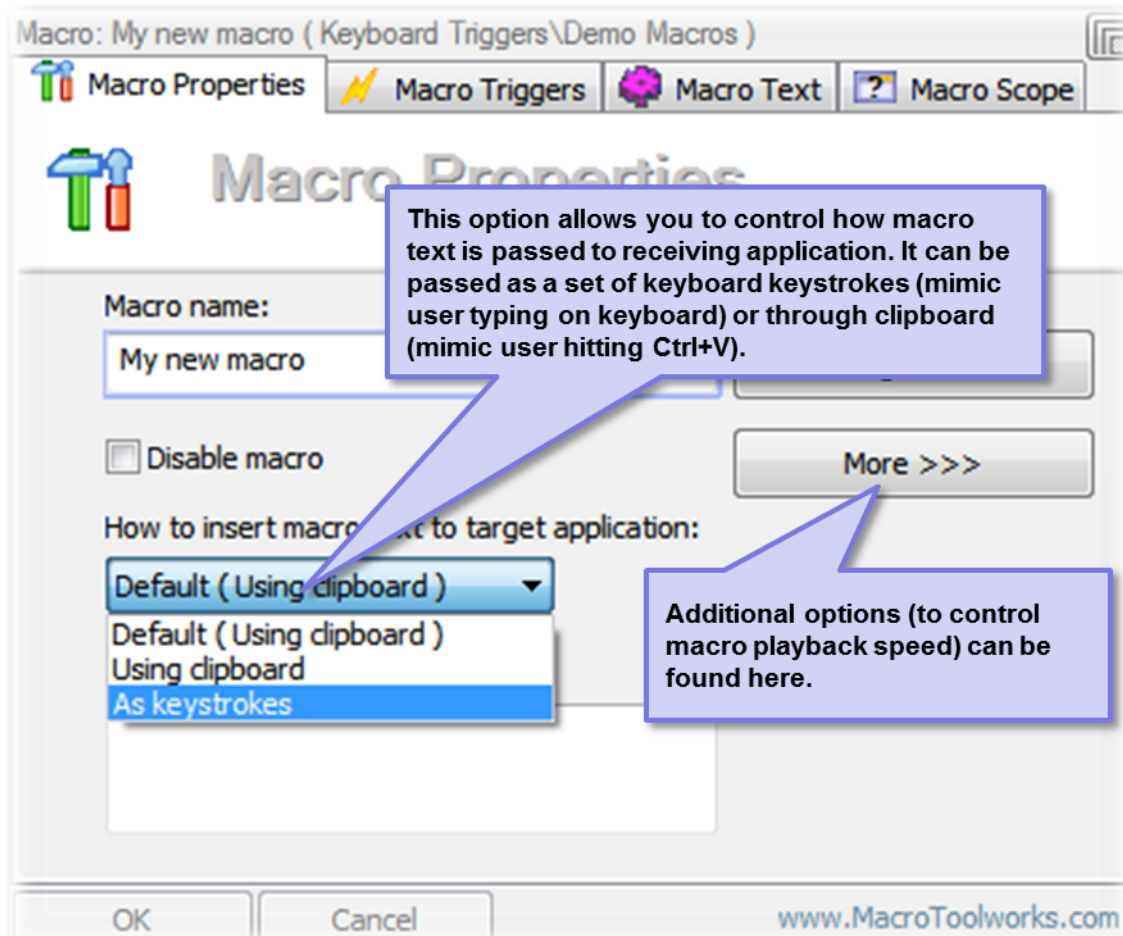 Macro: My new macro ( Keyboard Triggers\Demo Macros )
Macro Properties
Macro Triggers
Macro Text
Macro Scope
Macro Properties
This option allows you to control how macro
text is passed to receiving application. It can be
passed as a set of keyboard keystrokes (mimic
user typing on keyboard) or through clipboard
(mimic user hitting Ctrl+V).
Macro name:
My new macro
Disable macro
More >>>
How to insert macro to target application:
Default ( Using clipboard )
Default ( Using clipboard )
Using clipboard
As keystrokes
Additional options (to control
macro playback speed) can be
found here.
OK
Cancel
www.MacroToolworks.com